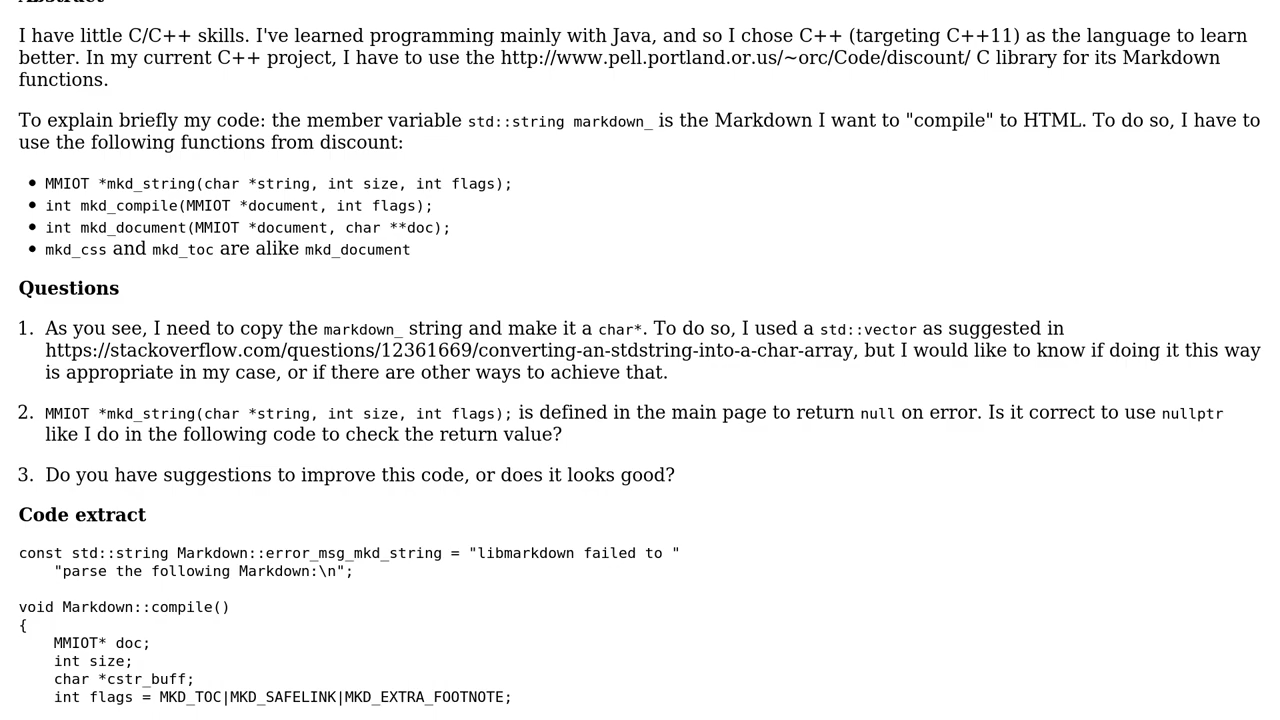 Abstract
I have little C/C++ skills. I've learned programming mainly with Java, and so I chose C++ (targeting C++11) as the language to learn
better. In my current C++ project, I have to use the http://www.pell.portland.or.us/~orc/Code/discount/ C library for its Markdown
functions.
To explain briefly my code: the member variable std::string markdown_ is the Markdown I want to "compile" to HTML. To do so, I have to
use the following functions from discount:
• MMIOT *mkd_string(char *string, int size, int flags);
• int mkd_compile(MMIOT *document, int flags);
• int mkd_document(MMIOT *document, char **doc);
• mkd_css and mkd_toc are alike mkd_document
Questions
1. As you see, I need to copy the markdown_ string and make it a char*. To do so, I used a std::vector as suggested in
https://stackoverflow.com/questions/12361669/converting-an-stdstring-into-a-char-array, but I would like to know if doing it this way
is appropriate in my case, or if there are other ways to achieve that.
2. MMIOT *mkd_string(char *string, int size, int flags); is defined in the main page to return null on error. Is it correct to use nullptr
like I do in the following code to check the return value?
3. Do you have suggestions to improve this code, or does it looks good?
Code extract
const std::string Markdown::error_msg_mkd_string = "libmarkdown failed to "
    "parse the following Markdown:\n";
void Markdown::compile()
{
    MMIOT* doc;
    int size;
    char *cstr_buff;
    int flags = MKD_TOC|MKD_SAFELINK|MKD_EXTRA_FOOTNOTE;